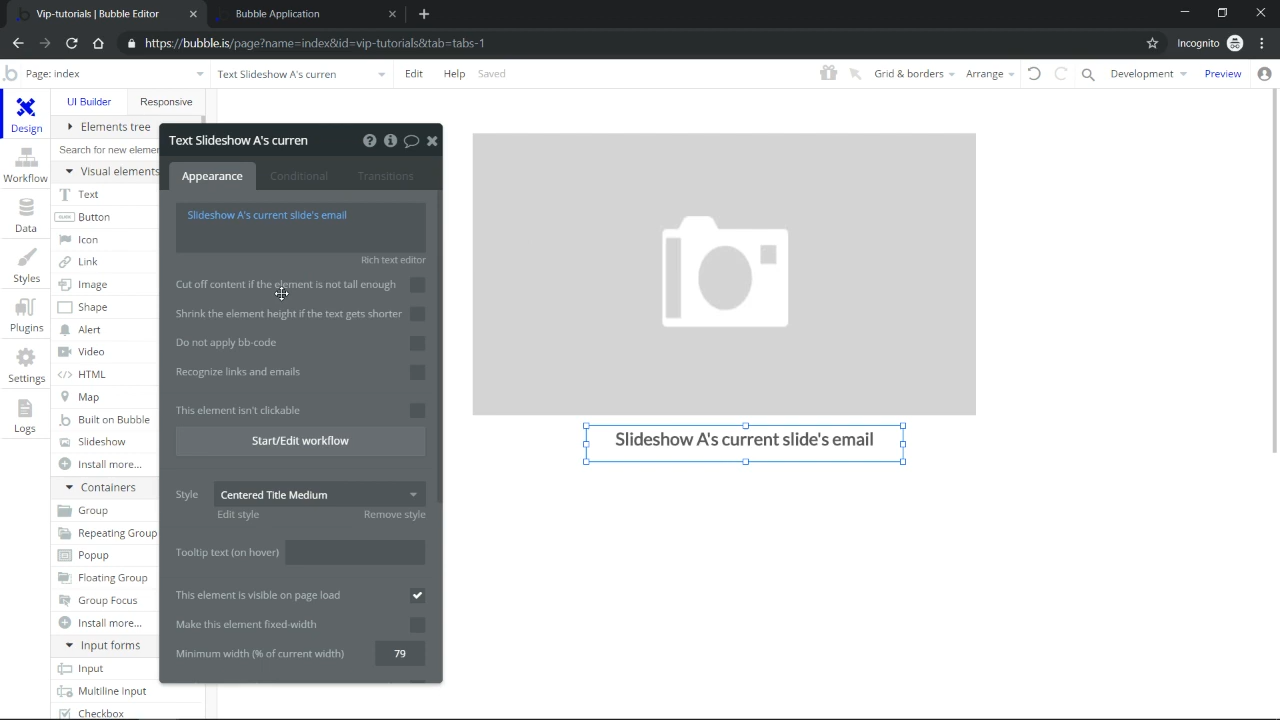 Vip-tutorials | Bubble Editor
Bubble Application
https://bubble.is/page?name=index&id=vip-tutorials&tab=tabs-1
Incognito
Page: index
Text Slideshow A's curren
Edit
Help
Saved
Grid & borders
Arrange
Development
Preview
UI Builder
Responsive
Design
Workflow
Data
Styles
Plugins
Settings
Logs
Elements tree
Search for new elemen
Visual elements
Text
CLICK
Button
Icon
Link
Image
Shape
Alert
Video
</> HTML
Map
Built on Bubble
Slideshow
Install more...
Containers
Group
Repeating Group
Popup
Floating Group
Group Focus
Install more...
Input forms
Input
Multiline Input
Checkbox
Text Slideshow A's curren
Appearance
Conditional
Transitions
Slideshow A's current slide's email
Rich text editor
Cut off content if the element is not tall enough
Shrink the element height if the text gets shorter
Do not apply bb-code
Recognize links and emails
This element isn't clickable
Start/Edit workflow
Style
Centered Title Medium
Edit style
Remove style
Tooltip text (on hover)
This element is visible on page load
Make this element fixed-width
Minimum width (% of current width)
79
Slideshow A's current slide's email